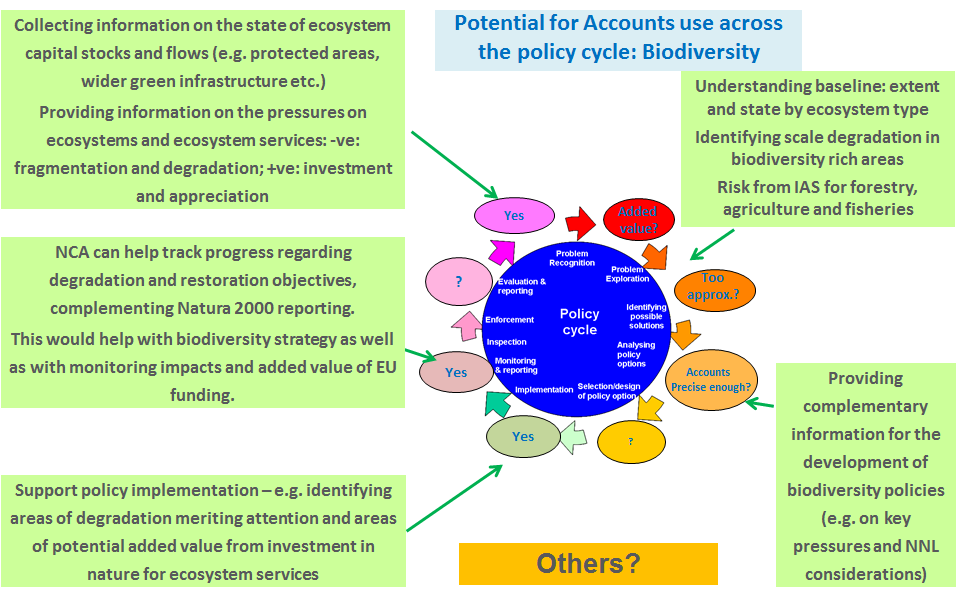 Potential for Accounts use across
the policy cycle: Biodiversity
Collecting information on the state of ecosystem
capital stocks and flows (e.g. protected areas,
wider green infrastructure etc.)
Providing information on the pressures on
ecosystems and ecosystem services: -ve:
fragmentation and degradation; +ve: investment
and appreciation
Understanding baseline: extent
and state by ecosystem type
Identifying scale degradation in
biodiversity rich areas
Risk from IAS for forestry,
agriculture and fisheries
NCA can help track progress regarding
degradation and restoration objectives,
complementing Natura 2000 reporting.
This would help with biodiversity strategy as well
as with monitoring impacts and added value of EU
funding.
Yes
Added
value?
Too
approx.?
Accounts
Precise enough?
?
Yes
Yes
?
Policy
cycle
Problem
Recognition
Problem
Exploration
Identifying
possible
solutions
Analysing
policy
options
Selection/design
of policy option
Implementation
Monitoring
& reporting
Inspection
Enforcement
Evaluation &
reporting
Providing
complementary
information for the
development of
biodiversity policies
(e.g. on key
pressures and NNL
considerations)
Support policy implementation – e.g. identifying
areas of degradation meriting attention and areas
of potential added value from investment in
nature for ecosystem services
Others?